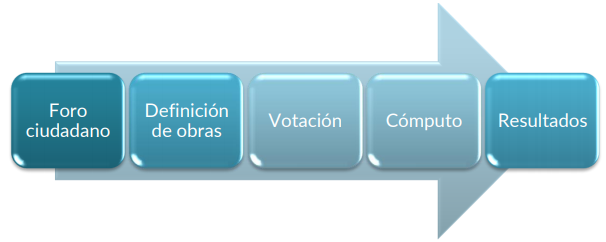 Foro
ciudadano
Definición
de obras
Votación
Cómputo
Resultados